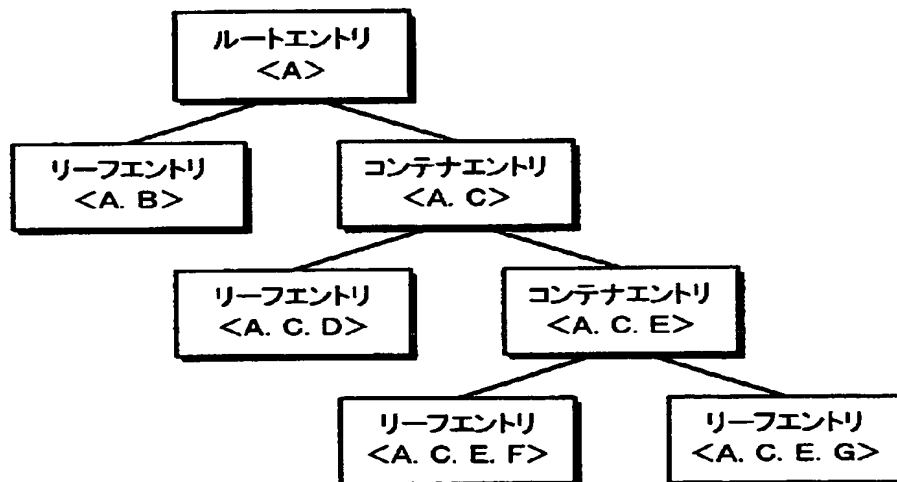 ルートエントリ
<A>
リーフエントリ
<A. B>
コンテナエントリ
<A. C>
リーフエントリ
<A. C. D>
コンテナエントリ
<A. C. E>
リーフエントリ
<A. C. E. F>
リーフエントリ
<A. C. E. G>